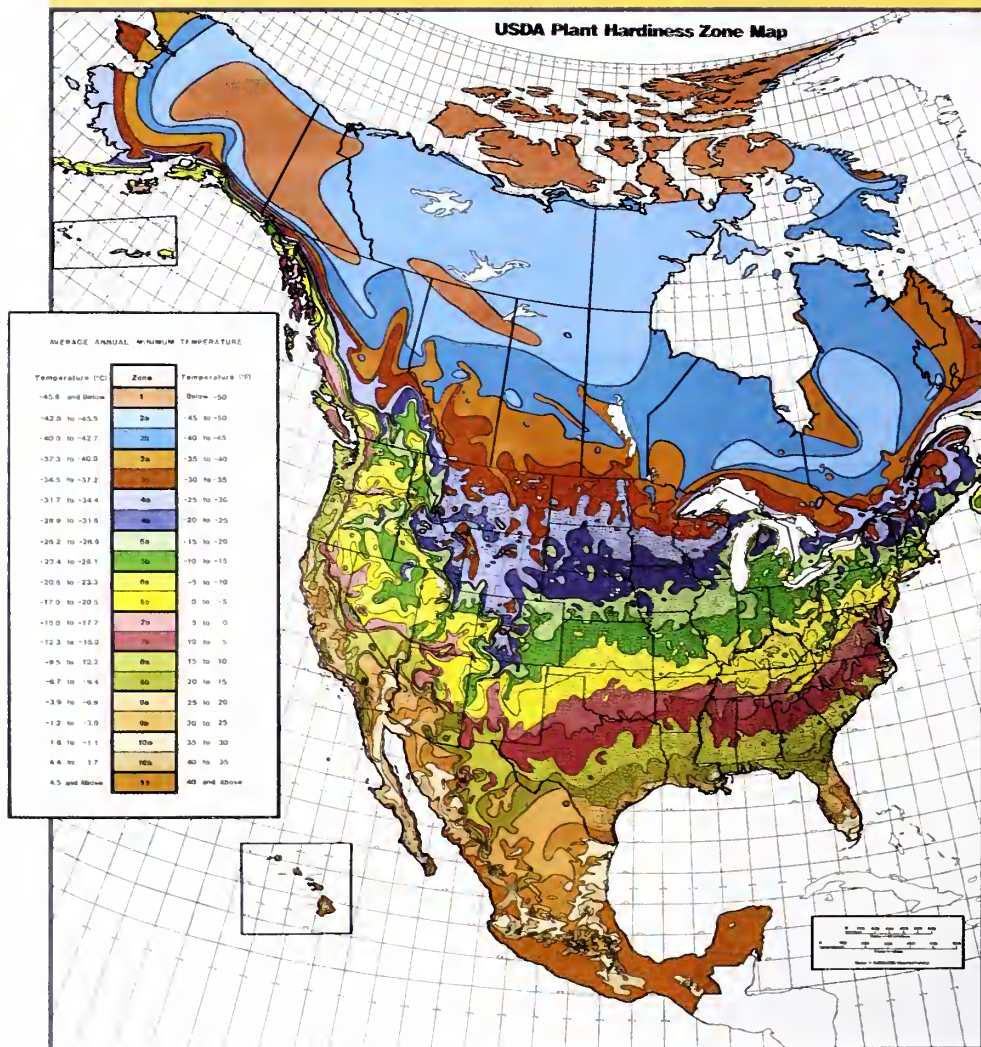 USDA Plant Hardiness Zone Map
AVERAGE ANNUAL MINIMUM TEMPERATURE
Temperature (°C) Zone Temperature (°F)
-45.6 and Below 1 Below -50
-42.8 to -45.5 2a -45 to -50
-40.0 to -42.7 2b -40 to -45
-37.3 to -40.0 3a -35 to -40
-34.5 to -37.2 3b -30 to -35
-31.7 to -34.4 4a -25 to -30
-28.9 to -31.6 4b 20 to -25
-26.2 to -28.8 5a -15 to -20
-23.4 to -26.1 5b -10 to -15
-20.6 to -23.3 6a -5 to -10
-17.8 to -20.5 6b 0 to -5
-15.0 to -17.7 7a 5 to 0
-12.3 to -15.0 7b 10 to 5
-9.5 to 12.2 8a 15 to 10
-6.7 to -9.4 8b 20 to 15
-3.9 to -6.6 9a 25 to 20
-1.2 to -3.8 9b 30 to 25
1.6 to -1.1 10a 35 to 30
4.4 to 1.7 10b 40 to 35
4.5 and Above 11 40 and Above